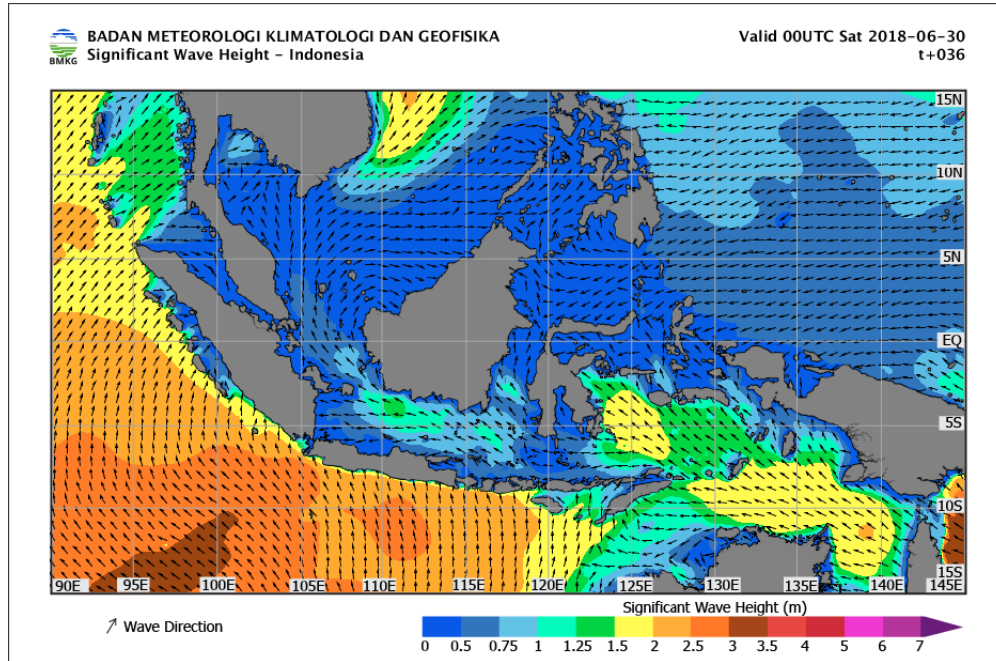 BADAN METEOROLOGI KLIMATOLOGI DAN GEOFISIKA
Significant Wave Height – Indonesia
BMKG
Valid 00UTC Sat 2018-06-30
t+036
15N
10N
5N
EQ
5S
10S
15S
90E 95E 100E 105E 110E 115E 120E 125E 130E 135E 140E 145E
Wave Direction
Significant Wave Height (m)
0 0.5 0.75 1 1.25 1.5 2 2.5 3 3.5 4 5 6 7